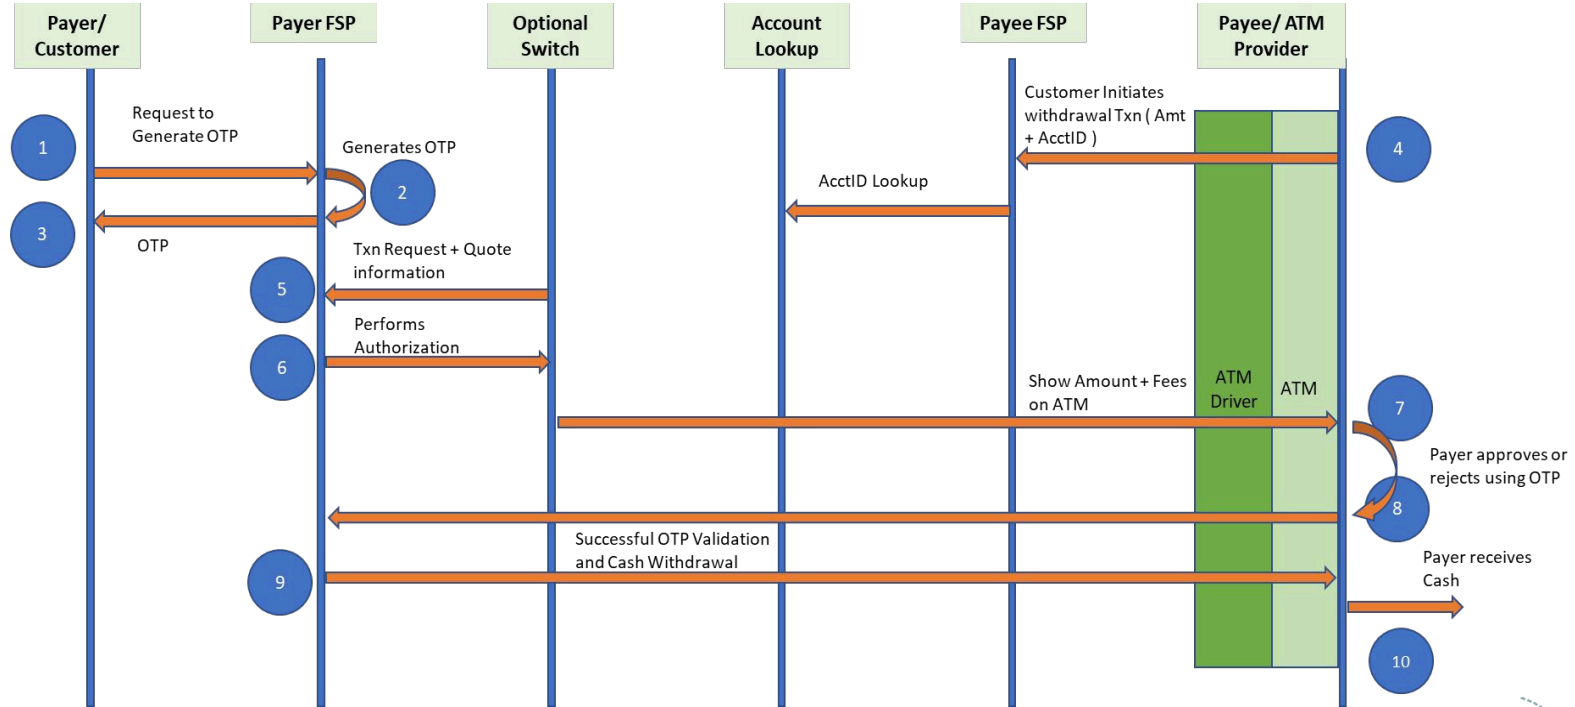 Payer/
Customer
Payer FSP
Optional
Switch
Account
Lookup
Payee FSP
Payee/ ATM
Provider
1
Request to
Generate OTP
Generates OTP
2
3
OTP
Customer Initiates
withdrawal Txn ( Amt
+ AcctID )
4
AcctID Lookup
Txn Request + Quote
information
5
Performs
Authorization
6
Show Amount + Fees
on ATM
ATM
Driver
ATM
7
Payer approves or
rejects using OTP
8
Successful OTP Validation
and Cash Withdrawal
9
Payer receives
Cash
10